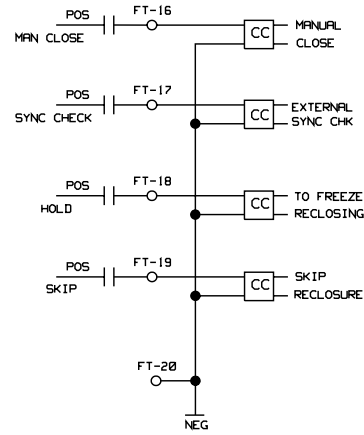 POS FT-16 CC MANUAL
MAN CLOSE CLOSE
POS FT-17 CC EXTERNAL
SYNC CHECK SYNC CHK
POS FT-18 CC TO FREEZE
HOLD RECLOSING
POS FT-19 CC SKIP
SKIP RECLOSURE
FT-20
NEG